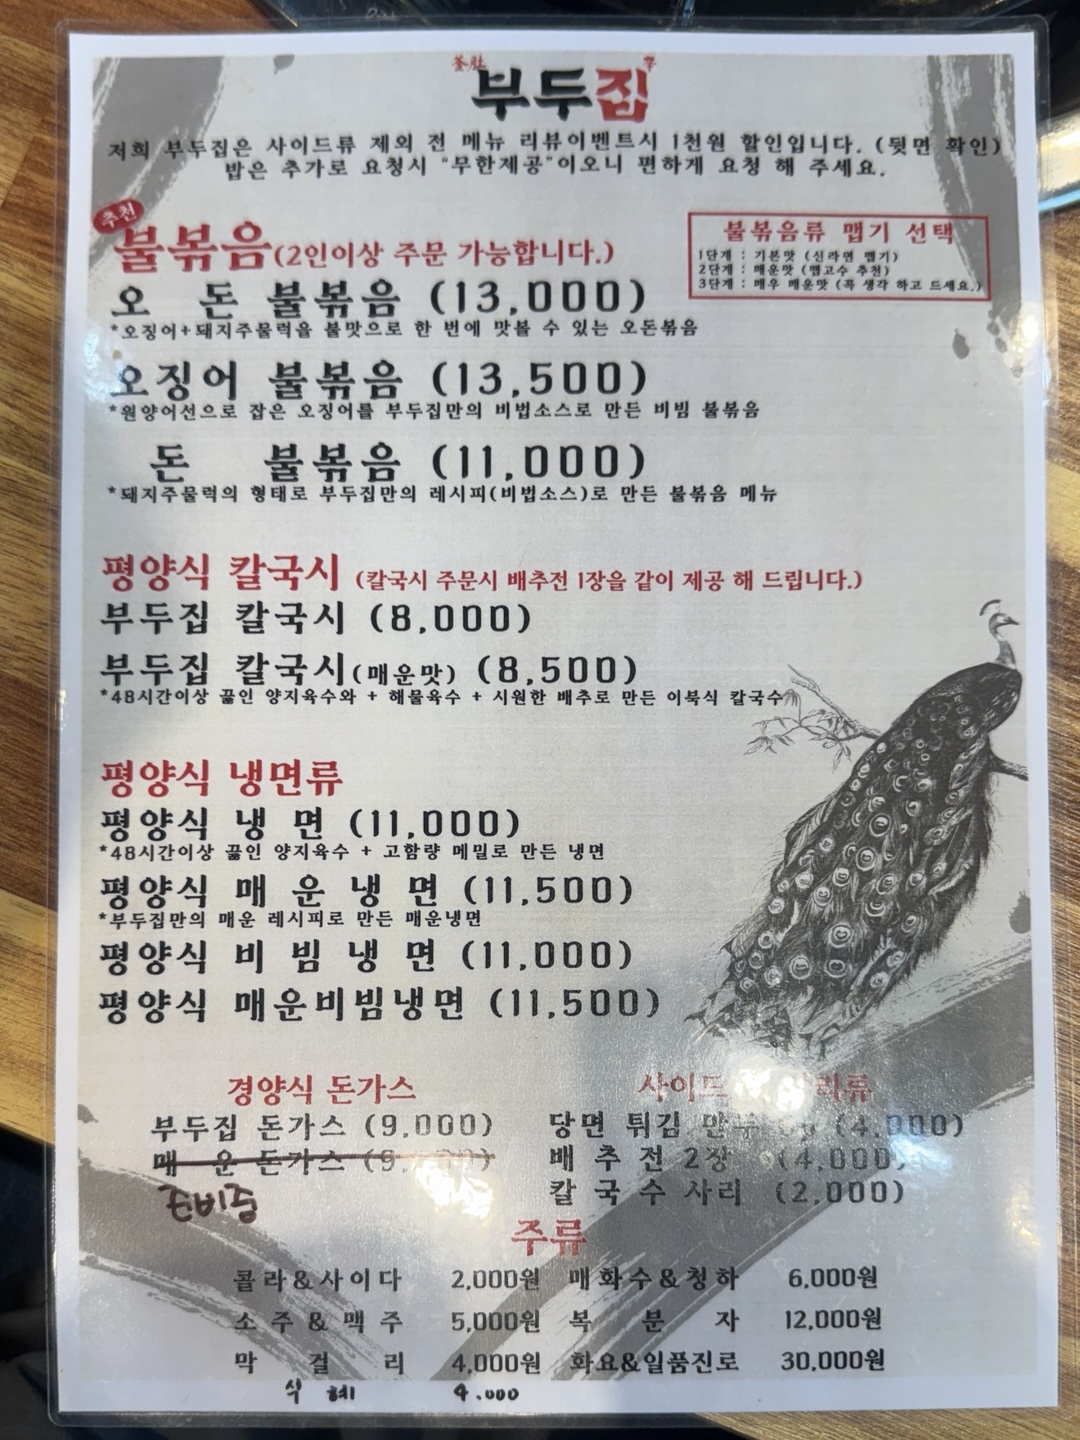 부두집
저희 부두집은 사이드류 제외 전 메뉴 리뷰이벤트시 1천원 할인입니다. (뒷면 확인)
밥은 추가로 요청시 "무한제공"이오니 편하게 요청 해 주세요.
추천
불볶음(2인이상 주문 가능합니다.)
불볶음류 맵기 선택
1단계 : 기본맛 (신라면 맵기)
2단계 : 매운맛 (맵고수 추천)
3단계 : 매우 매운맛 (꼭 생각 하고 드세요.)
오 돈 불볶음 (13,000)
*오징어+돼지주물럭을 불맛으로 한 번에 맛볼 수 있는 오돈볶음
오징어 불볶음 (13,500)
*원양어선으로 잡은 오징어를 부두집만의 비법소스로 만든 비빔 불볶음
돈 불볶음 (11,000)
*돼지주물럭의 형태로 부두집만의 레시피(비법소스)로 만든 불볶음 메뉴
평양식 칼국시 (칼국시 주문시 배추전 1장을 같이 제공 해 드립니다.)
부두집 칼국시 (8,000)
부두집 칼국시(매운맛) (8,500)
*48시간이상 끓인 양지육수와 + 해물육수 + 시원한 배추로 만든 이북식 칼국수
평양식 냉면류
평양식 냉 면 (11,000)
*48시간이상 끓인 양지육수 + 고함량 메밀로 만든 냉면
평양식 매 운 냉 면 (11,500)
*부두집만의 매운 레시피로 만든 매운냉면
평양식 비 빔 냉 면 (11,000)
평양식 매운비빔냉면 (11,500)
경양식 돈가스
부두집 돈가스 (9,000)
매 운 돈가스
준비중
사이드 사리류
당면 튀김 만두 (4,000)
배 추 전 2장 (4,000)
칼 국 수 사리 (2,000)
주류
콜라&사이다 2,000원 매화수&청하 6,000원
소 주 & 맥 주 5,000원 복 분 자 12,000원
막 걸 리 4,000원 화요&일품진로 30,000원
식 혜 4.000